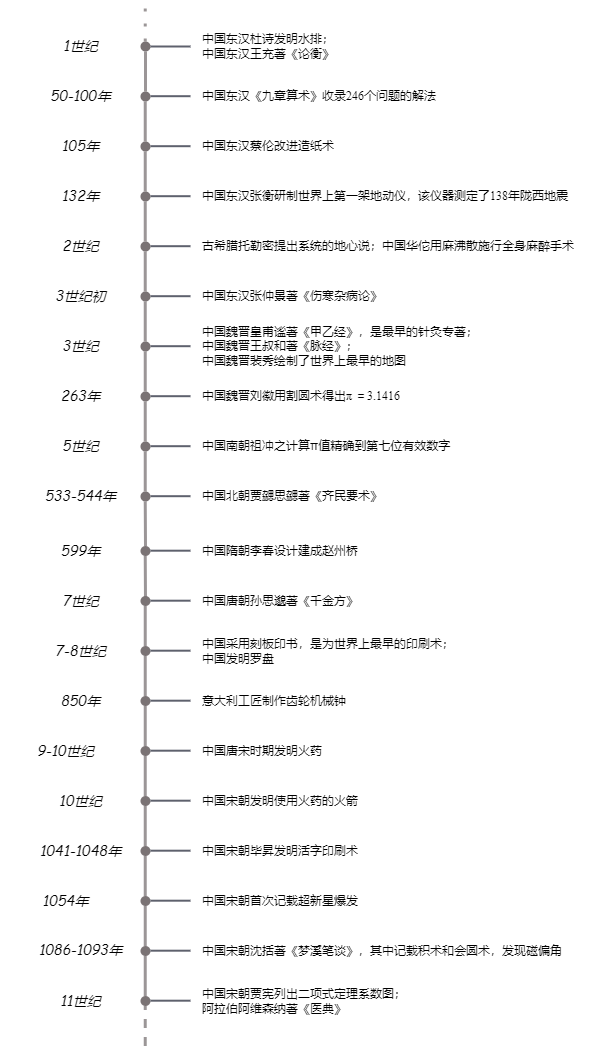 1世纪
中国东汉杜诗发明水排；
中国东汉王充著《论衡》
50-100年
中国东汉《九章算术》收录246个问题的解法
105年
中国东汉蔡伦改进造纸术
132年
中国东汉张衡研制世界上第一架地动仪，该仪器测定了138年陇西地震
2世纪
古希腊托勒密提出系统的地心说；中国华佗用麻沸散施行全身麻醉手术
3世纪初
中国东汉张仲景著《伤寒杂病论》
3世纪
中国魏晋皇甫谧著《甲乙经》，是最早的针灸专著；
中国魏晋王叔和著《脉经》；
中国魏晋裴秀绘制了世界上最早的地图
263年
中国魏晋刘徽用割圆术得出π = 3.1416
5世纪
中国南朝祖冲之计算π值精确到第七位有效数字
533-544年
中国北朝贾勰思勰著《齐民要术》
599年
中国隋朝李春设计建成赵州桥
7世纪
中国唐朝孙思邈著《千金方》
7-8世纪
中国采用刻板印书，是为世界上最早的印刷术；
中国发明罗盘
850年
意大利工匠制作齿轮机械钟
9-10世纪
中国唐宋时期发明火药
10世纪
中国宋朝发明使用火药的火箭
1041-1048年
中国宋朝毕昇发明活字印刷术
1054年
中国宋朝首次记载超新星爆发
1086-1093年
中国宋朝沈括著《梦溪笔谈》，其中记载积术和会圆术，发现磁偏角
11世纪
中国宋朝贾宪列出二项式定理系数图；
阿拉伯阿维森纳著《医典》